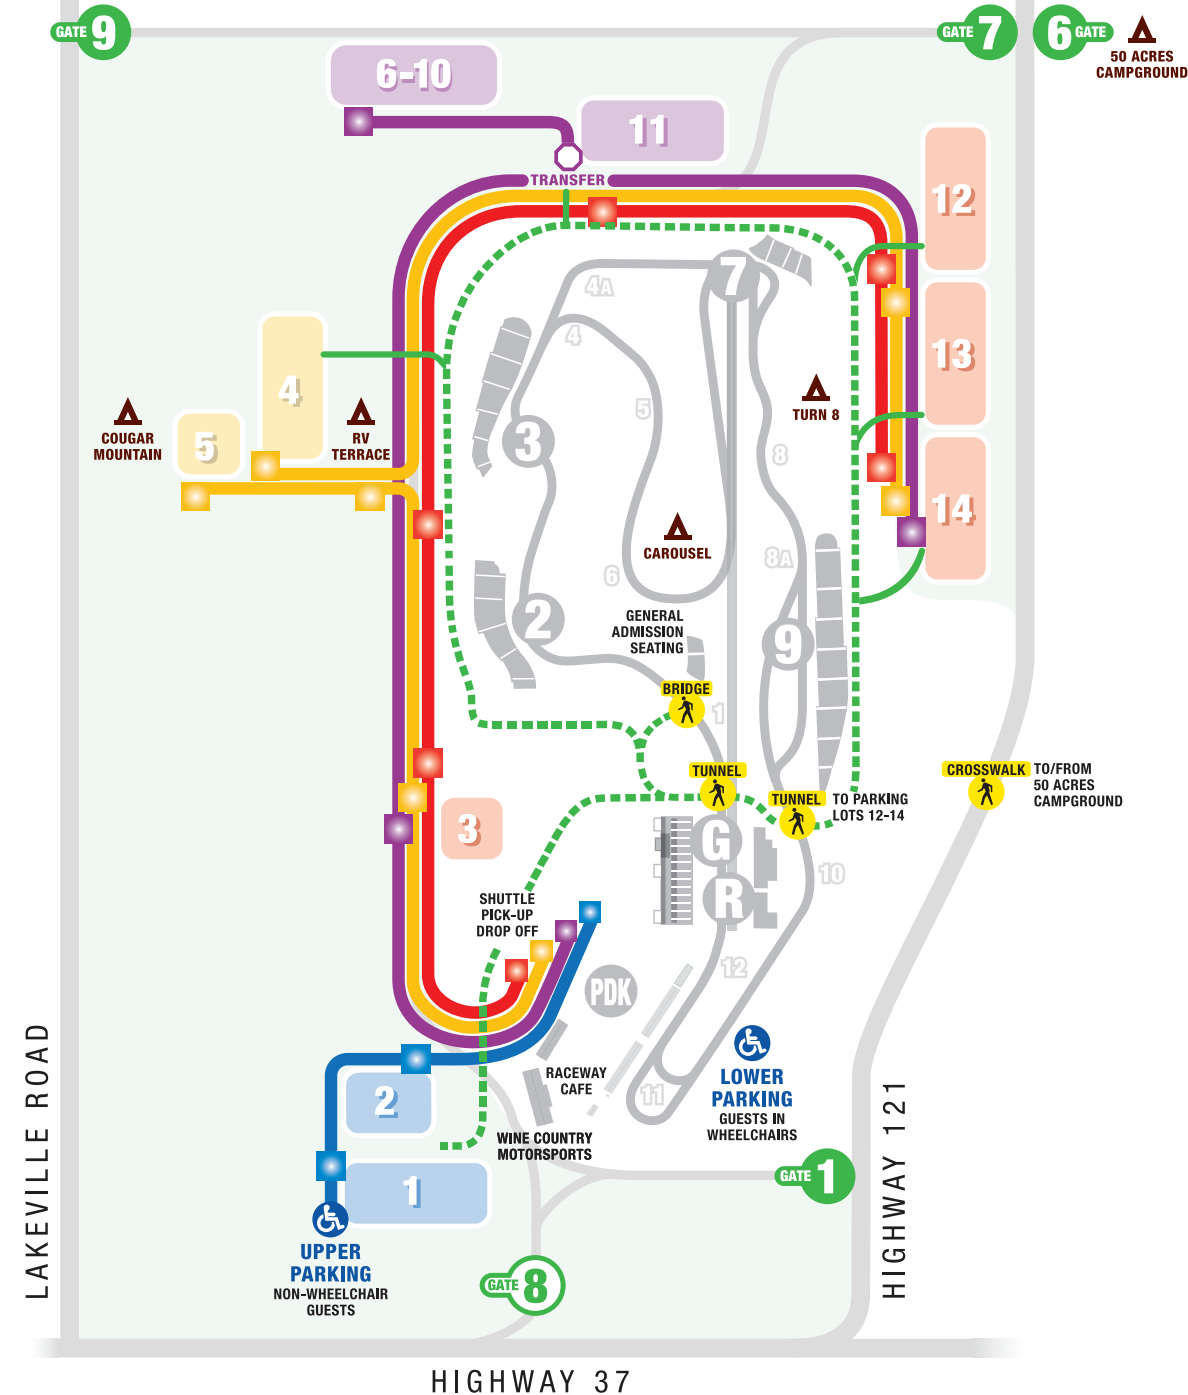 GATE 9
GATE 7
6 GATE
50 ACRES
CAMPGROUND
6-10
11
TRANSFER
12
7
4A
4
13
4
TURN 8
COUGAR
MOUNTAIN
5
RV
TERRACE
3
5
8
14
CAROUSEL
8A
6
2
GENERAL
ADMISSION
SEATING
9
BRIDGE
1
TUNNEL
CROSSWALK
TO/FROM
50 ACRES
CAMPGROUND
TUNNEL
TO PARKING
LOTS 12-14
3
G
10
R
SHUTTLE
PICK-UP
DROP OFF
12
PDK
LAKEVILLE ROAD
RACEWAY
CAFE
11
LOWER
PARKING
GUESTS IN
WHEELCHAIRS
2
WINE COUNTRY
MOTORSPORTS
HIGHWAY 121
GATE 1
1
UPPER
PARKING
NON-WHEELCHAIR
GUESTS
GATE 8
HIGHWAY 37